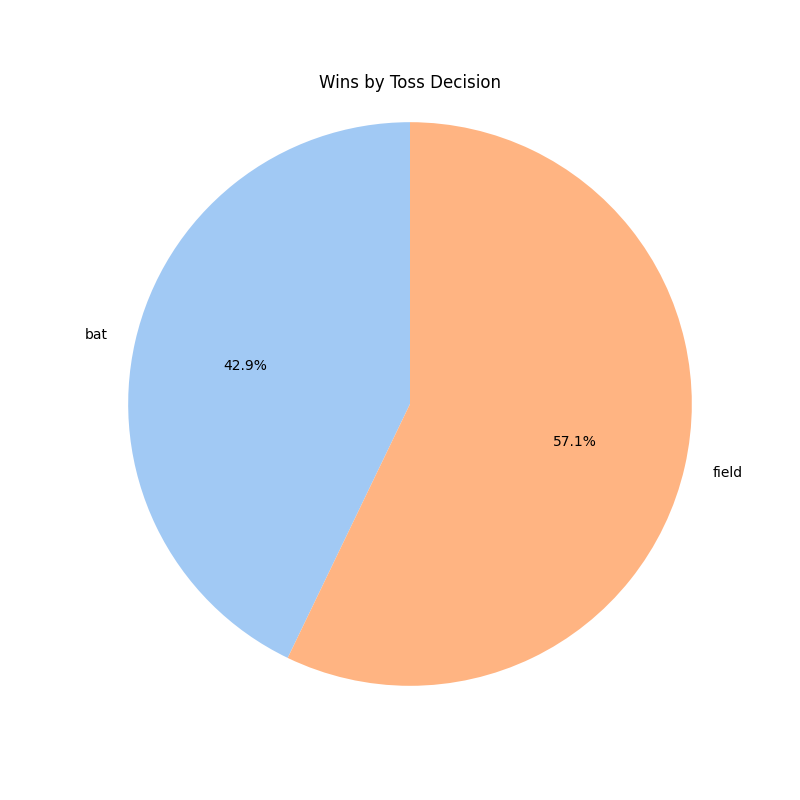 Wins by Toss Decision
bat
42.9%
57.1%
field